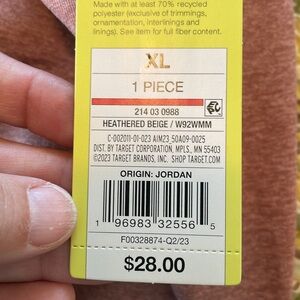 Made with at least 70% recycled
polyester (exclusive of trimmings,
ornamentation, interlinings and
linings). See item for full fiber content.
XL
1 PIECE
214 03 0988
HEATHERED BEIGE / W92WMM
C-002011-01-023 AIM23_50A09-0025
DIST. BY TARGET CORPORATION, MPLS., MN 55403
©2023 TARGET BRANDS, INC. SHOP TARGET.COM
ORIGIN: JORDAN
1 96983 32556 5
F00328874-Q2/23
$28.00